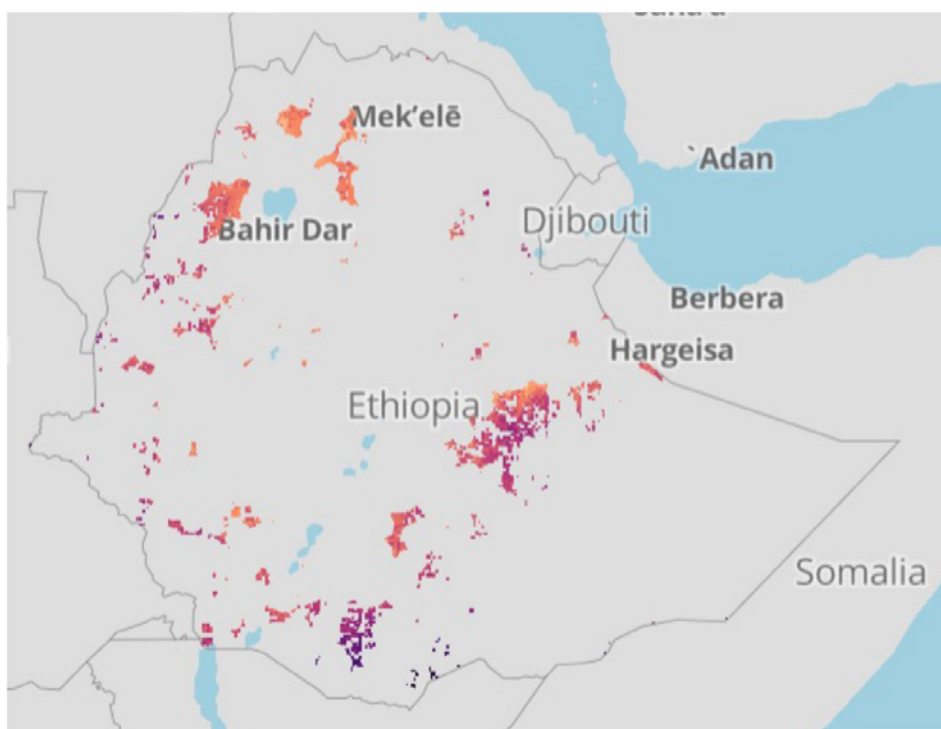 Mek'elē
`Adan
Djibouti
Bahir Dar
Berbera
Hargeisa
Ethiopia
Somalia